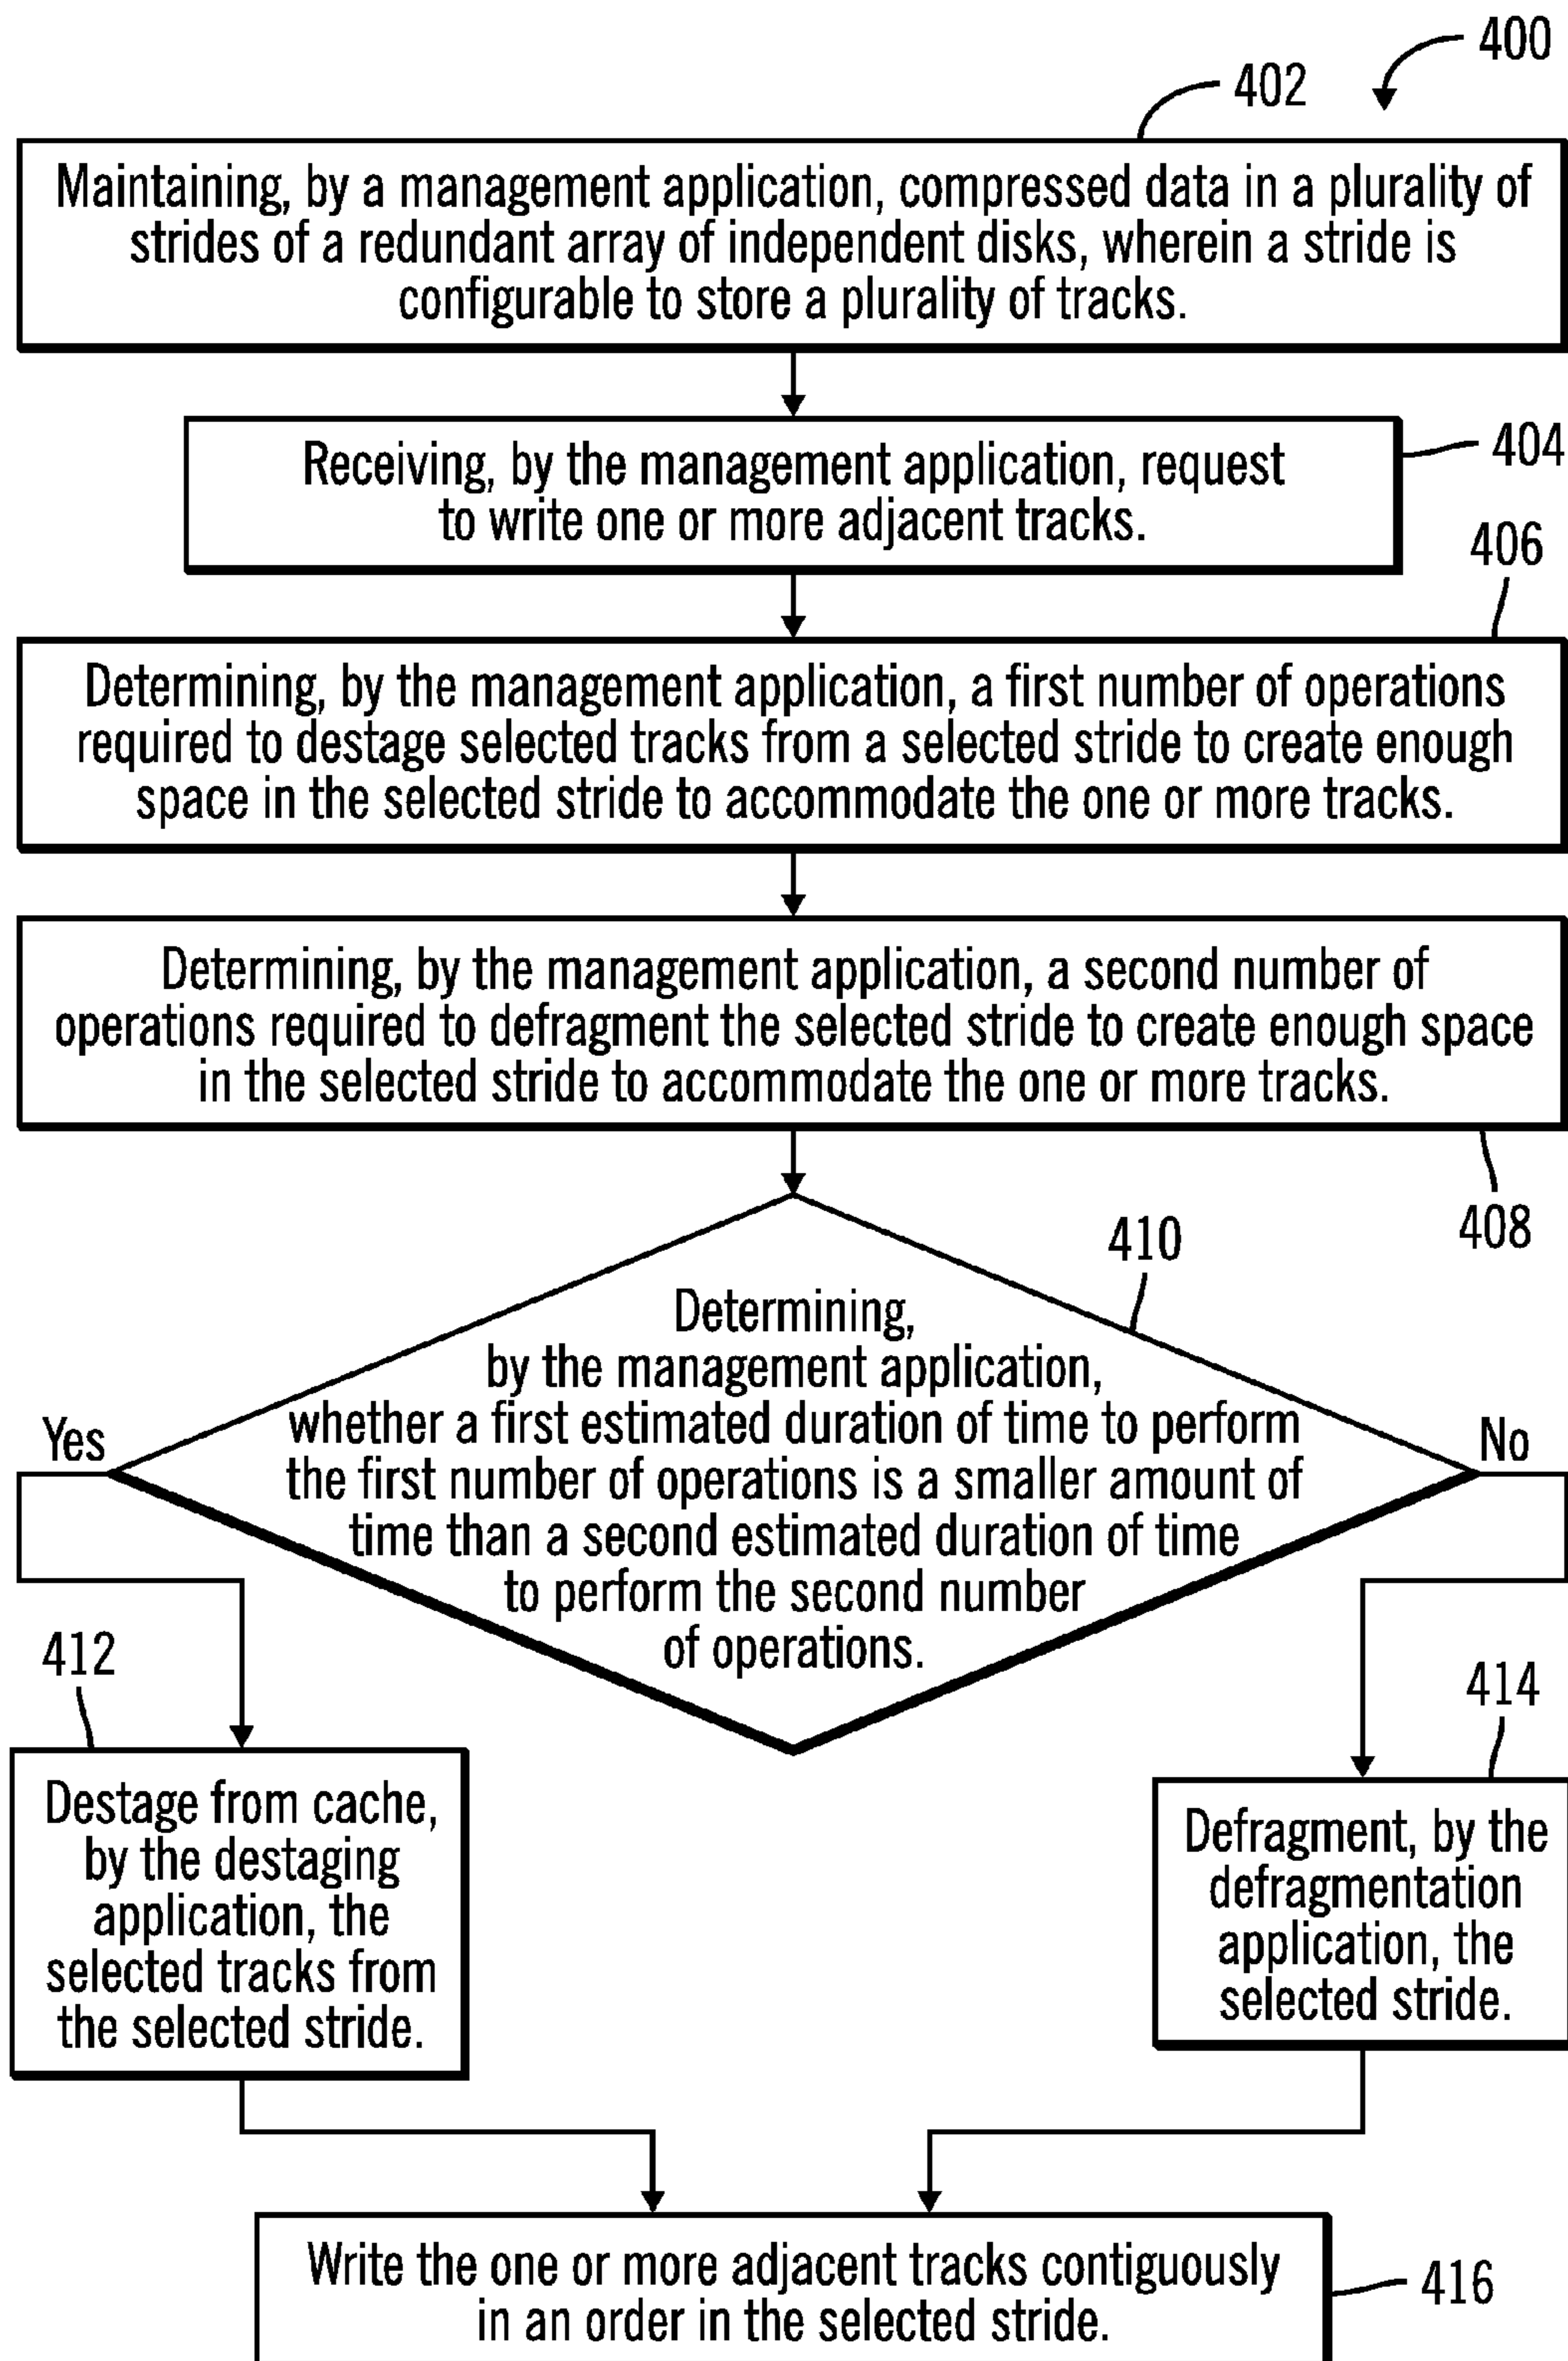 400
402
Maintaining, by a management application, compressed data in a plurality of
strides of a redundant array of independent disks, wherein a stride is
configurable to store a plurality of tracks.
404
Receiving, by the management application, request
to write one or more adjacent tracks.
406
Determining, by the management application, a first number of operations
required to destage selected tracks from a selected stride to create enough
space in the selected stride to accommodate the one or more tracks.
Determining, by the management application, a second number of
operations required to defragment the selected stride to create enough space
in the selected stride to accommodate the one or more tracks.
408
410
Determining,
by the management application,
whether a first estimated duration of time to perform
the first number of operations is a smaller amount of
time than a second estimated duration of time
to perform the second number
of operations.
Yes
No
412
Destage from cache,
by the destaging
application, the
selected tracks from
the selected stride.
414
Defragment, by the
defragmentation
application, the
selected stride.
Write the one or more adjacent tracks contiguously
in an order in the selected stride.
416